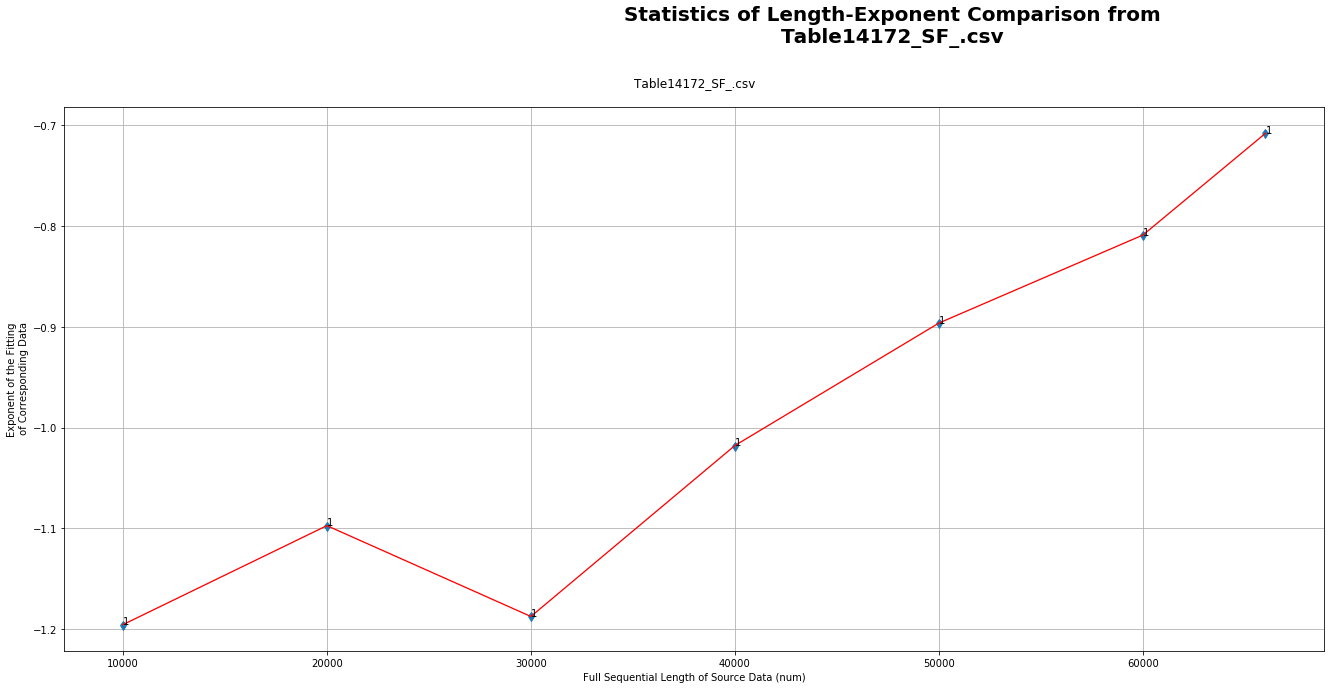 Statistics of Length-Exponent Comparison from
Table14172_SF_.csv
Table14172_SF_.csv
Exponent of the Fitting
of Corresponding Data
−0.7
−0.8
−0.9
−1.0
−1.1
−1.2
1
1
1
1
1
1
1
10000 20000 30000 40000 50000 60000
Full Sequential Length of Source Data (num)